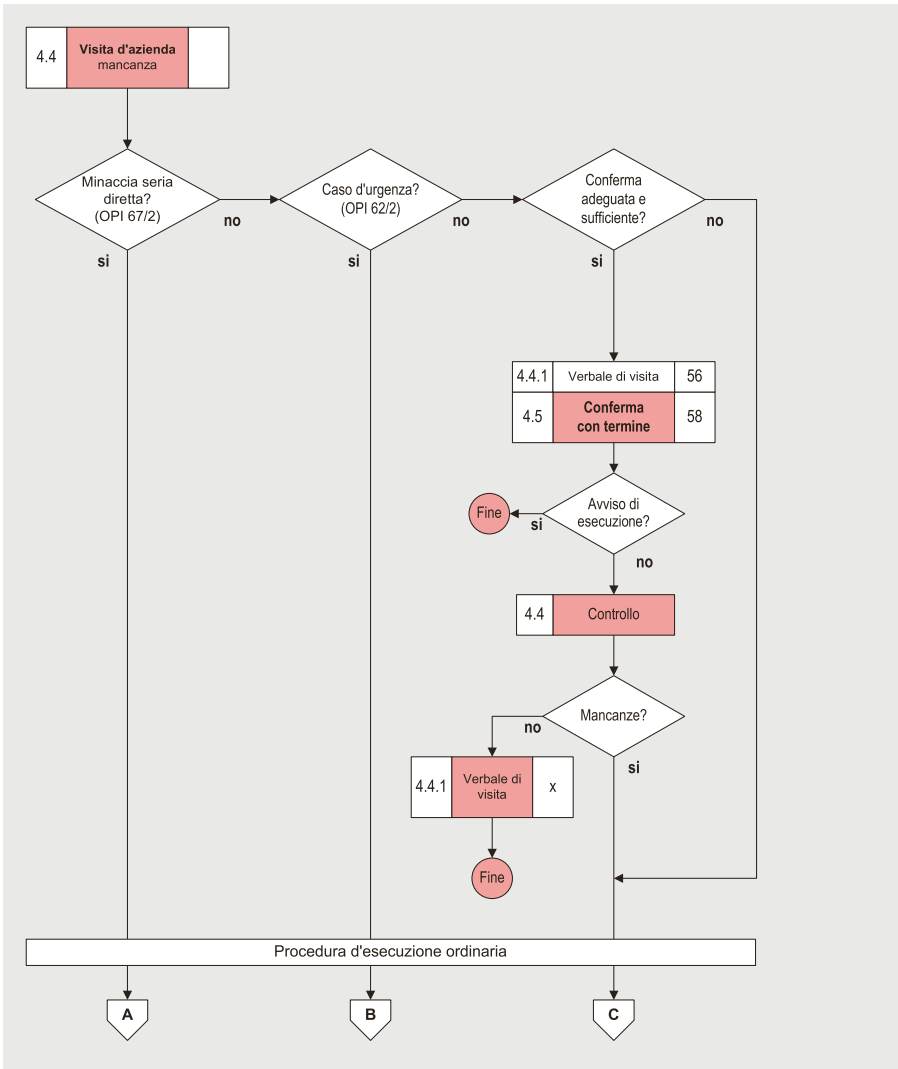 4.4
Visita d'azienda
mancanza
Minaccia seria
diretta?
(OPI 67/2)
no
si
Caso d'urgenza?
(OPI 62/2)
no
si
Conferma
adeguata e
sufficiente?
no
si
4.4.1 Verbale di visita 56
4.5
Conferma
con termine
58
Avviso di
esecuzione?
si
Fine
no
4.4 Controllo
Mancanze?
no
si
4.4.1
Verbale di
visita
x
Fine
Procedura d'esecuzione ordinaria
A B C